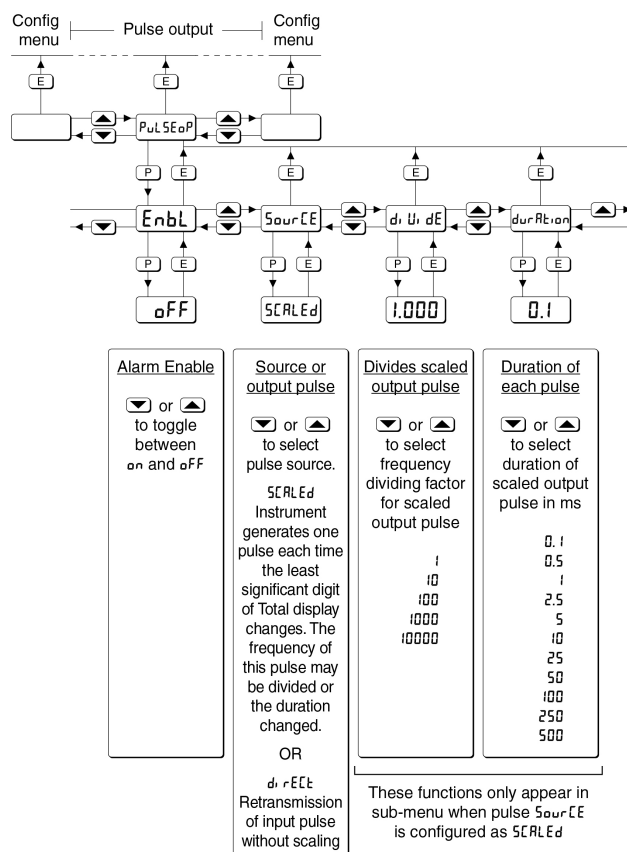 Config
menu
Pulse output
Config
menu
E
E
E
PuLSEoP
P
E
E
E
E
EnbL
SourCE
diVidE
durAtion
P
E
P
E
P
E
P
E
oFF
SCALEd
1.000
0.1
Alarm Enable
or
to toggle
between
on and oFF
Source or
output pulse
or
to select
pulse source.
SCALEd
Instrument
generates one
pulse each time
the least
significant digit
of Total display
changes. The
frequency of
this pulse may
be divided or
the duration
changed.
OR
dirECt
Retransmission
of input pulse
without scaling
Divides scaled
output pulse
or
to select
frequency
dividing factor
for scaled
output pulse
1
10
100
1000
10000
Duration of
each pulse
or
to select
duration of
scaled output
pulse in ms
0.1
0.5
1
2.5
5
10
25
50
100
250
500
These functions only appear in
sub-menu when pulse SourCE
is configured as SCALEd